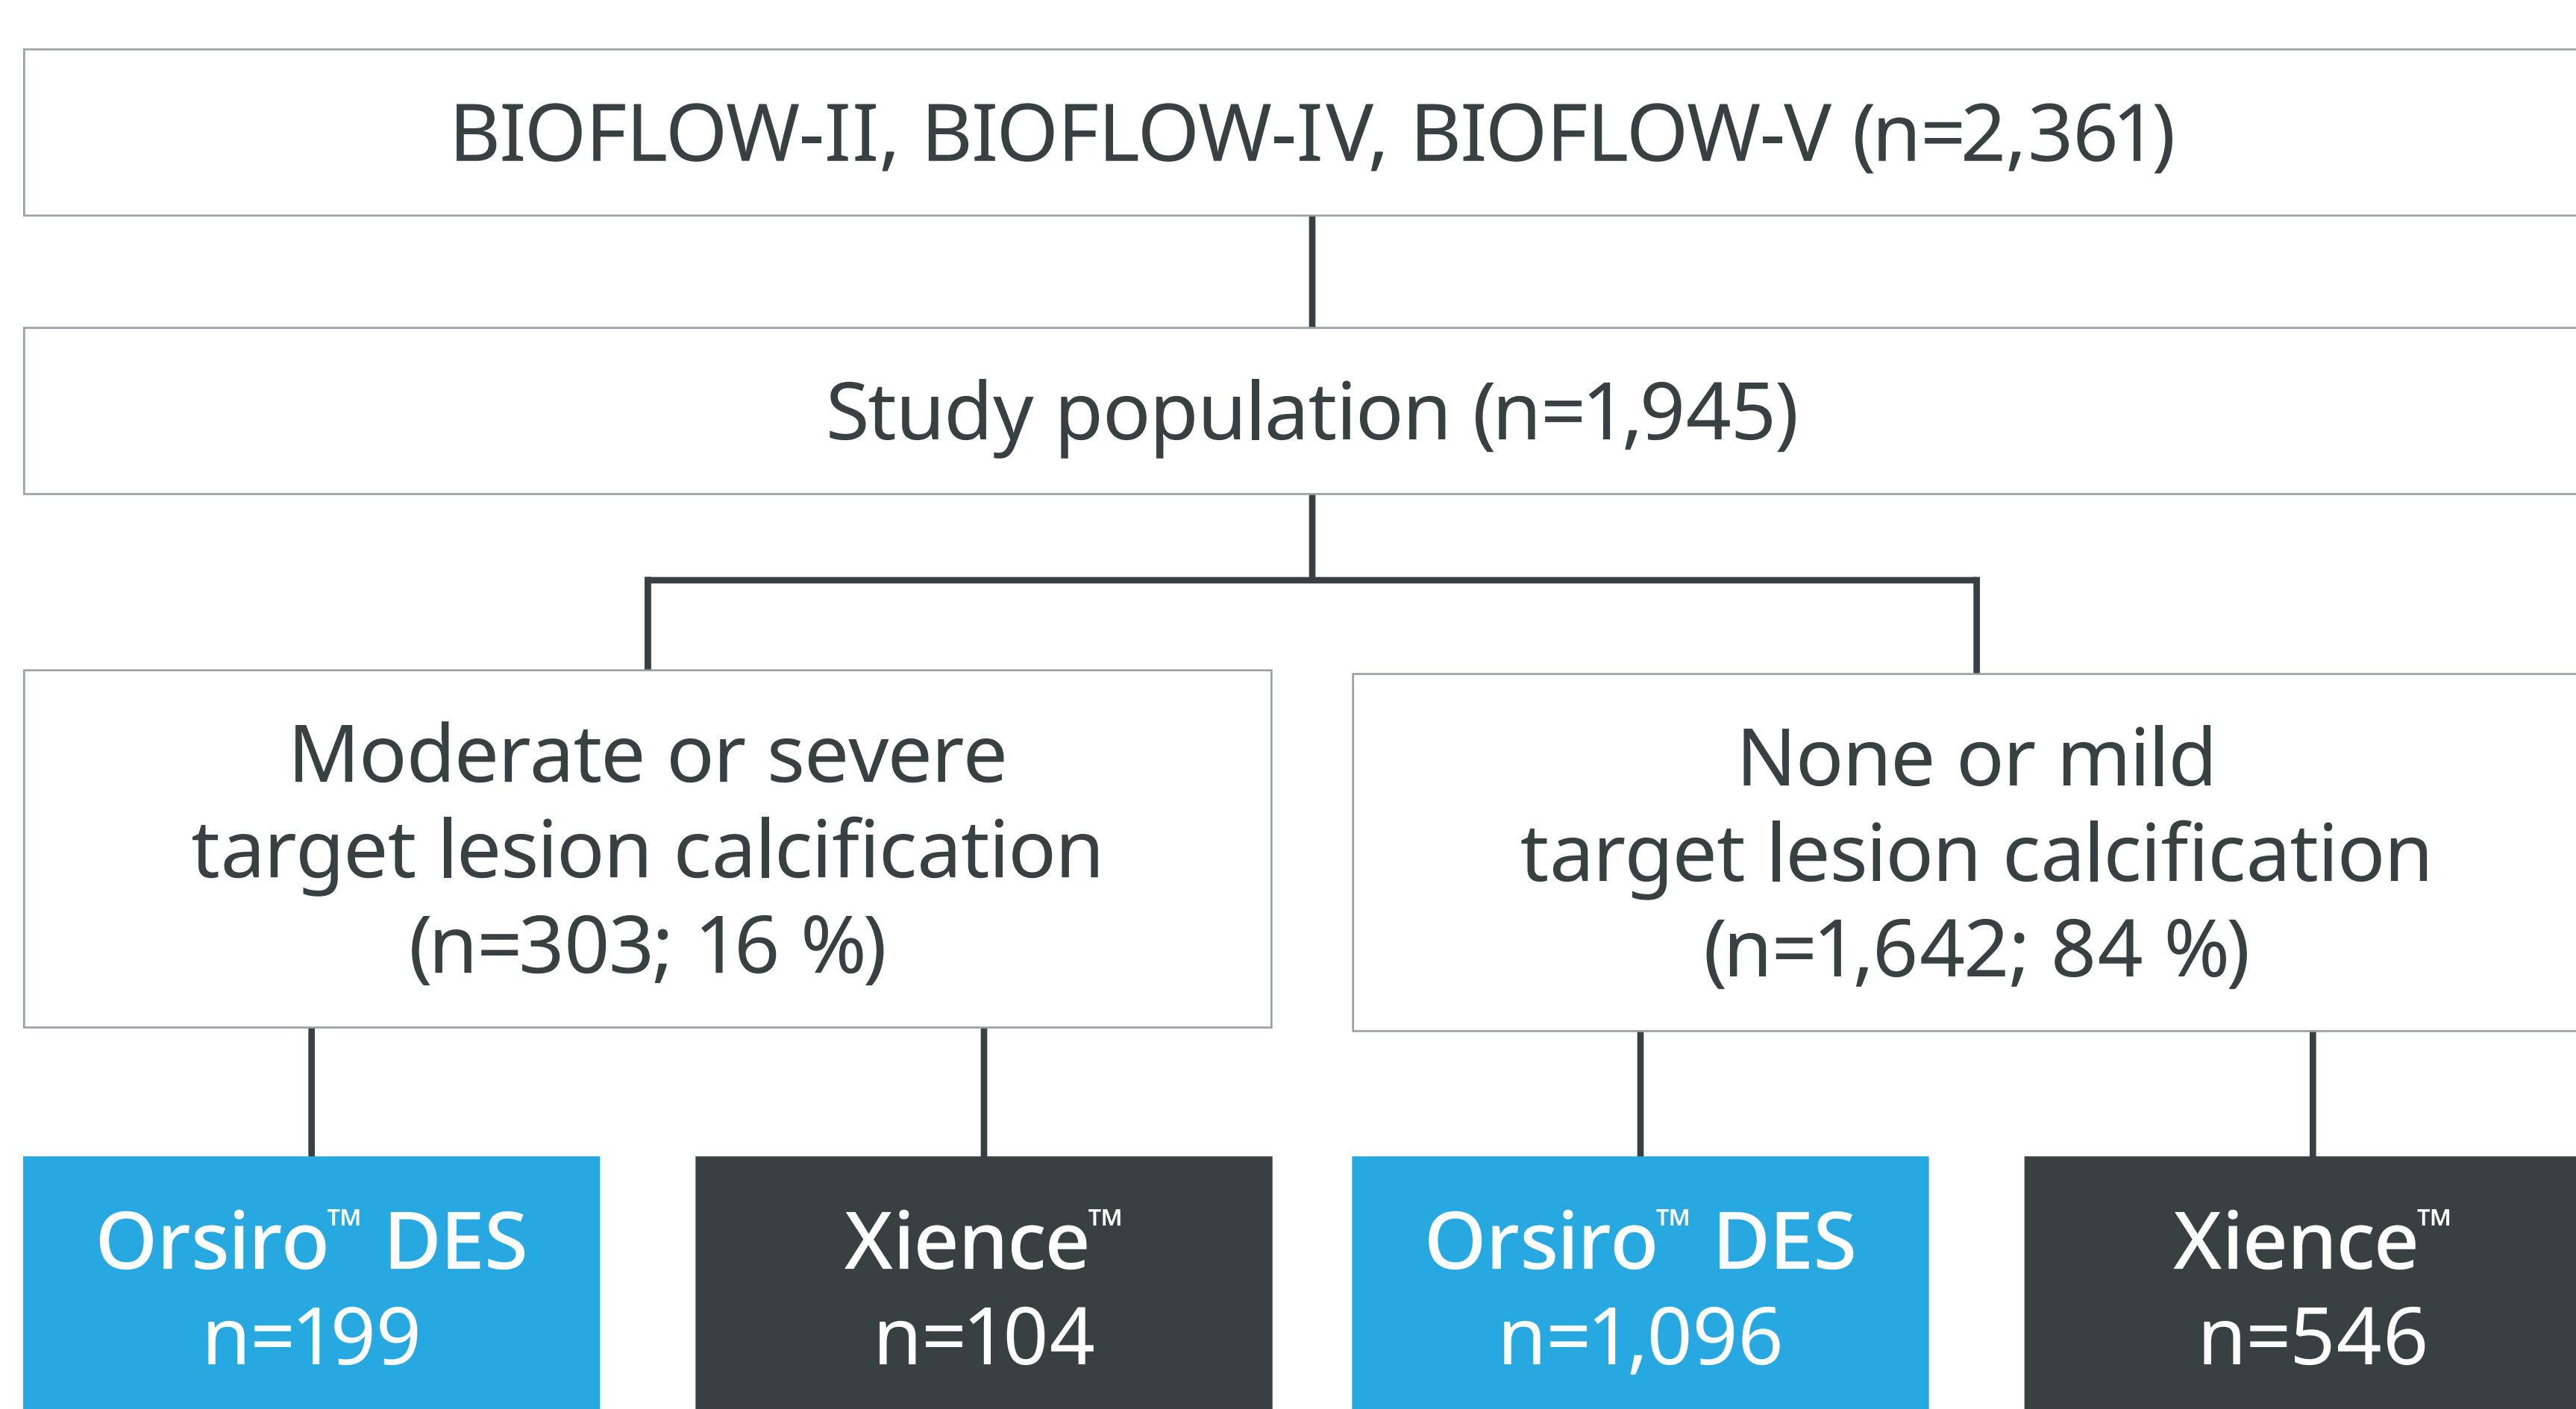 BIOFLOW-II, BIOFLOW-IV, BIOFLOW-V (n=2,361)
Study population (n=1,945)
Moderate or severe
target lesion calcification
(n=303; 16 %)
None or mild
target lesion calcification
(n=1,642; 84 %)
Orsiro™ DES
n=199
Xience™
n=104
Orsiro™ DES
n=1,096
Xience™
n=546